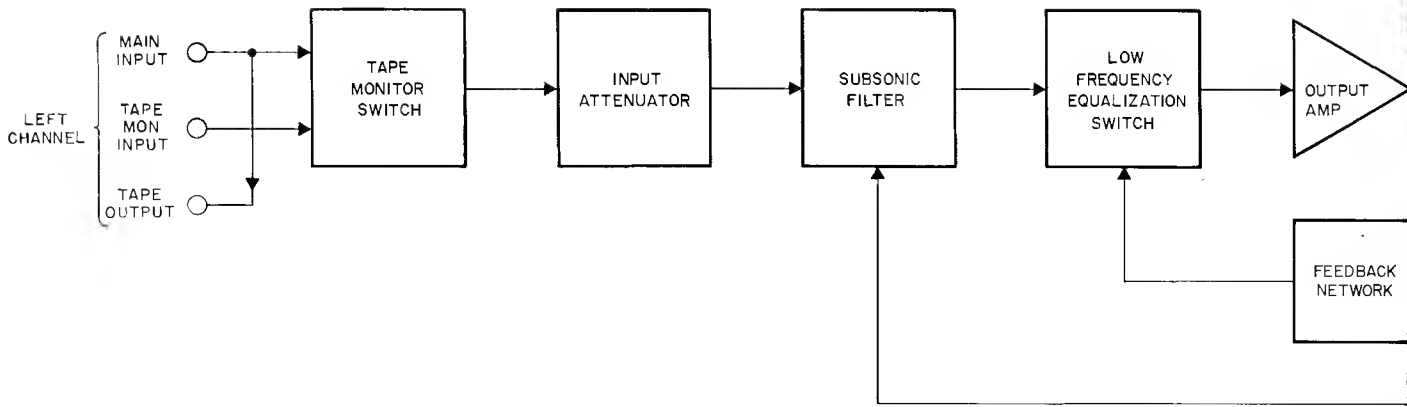 LEFT
CHANNEL
MAIN
INPUT
TAPE
MON
INPUT
TAPE
OUTPUT
TAPE
MONITOR
SWITCH
INPUT
ATTENUATOR
SUBSONIC
FILTER
LOW
FREQUENCY
EQUALIZATION
SWITCH
OUTPUT
AMP
FEEDBACK
NETWORK